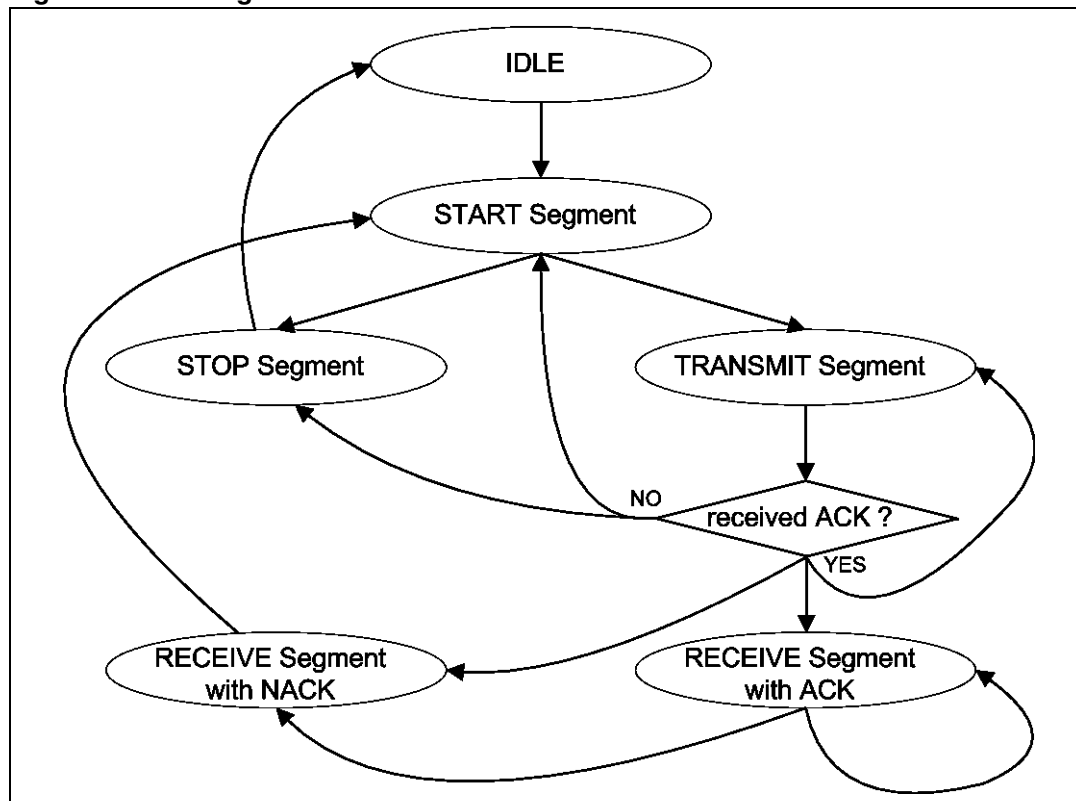 IDLE
START Segment
STOP Segment
TRANSMIT Segment
NO
received ACK ?
YES
RECEIVE Segment
with NACK
RECEIVE Segment
with ACK